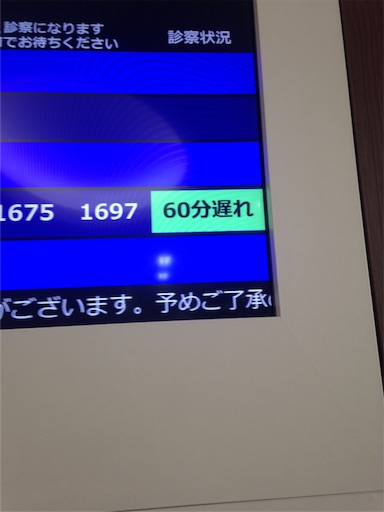 診察になります
でお待ちください
診察状況
1675 1697 60分遅れ
がございます。予めご了承